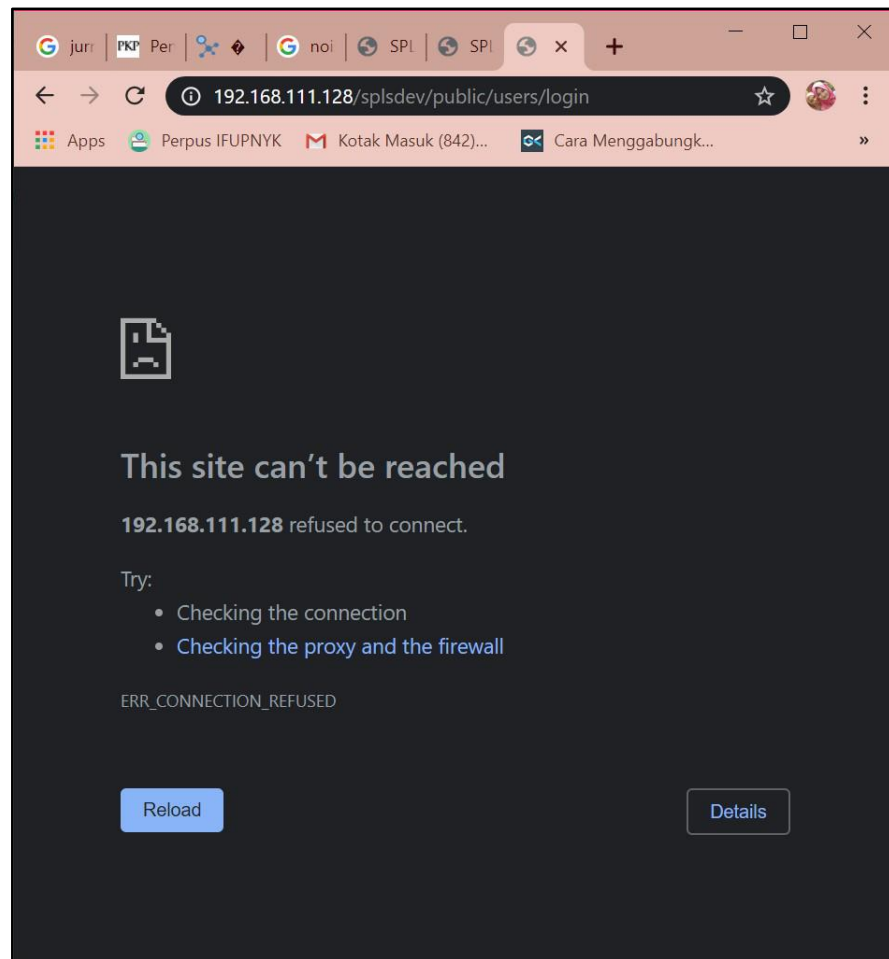 jurr PKP Per � noi SPL SPL
192.168.111.128/splsdev/public/users/login
Apps Perpus IFUPNYK Kotak Masuk (842)... Cara Menggabungk... »
This site can't be reached
192.168.111.128 refused to connect.
Try:
• Checking the connection
• Checking the proxy and the firewall
ERR_CONNECTION_REFUSED
Reload Details